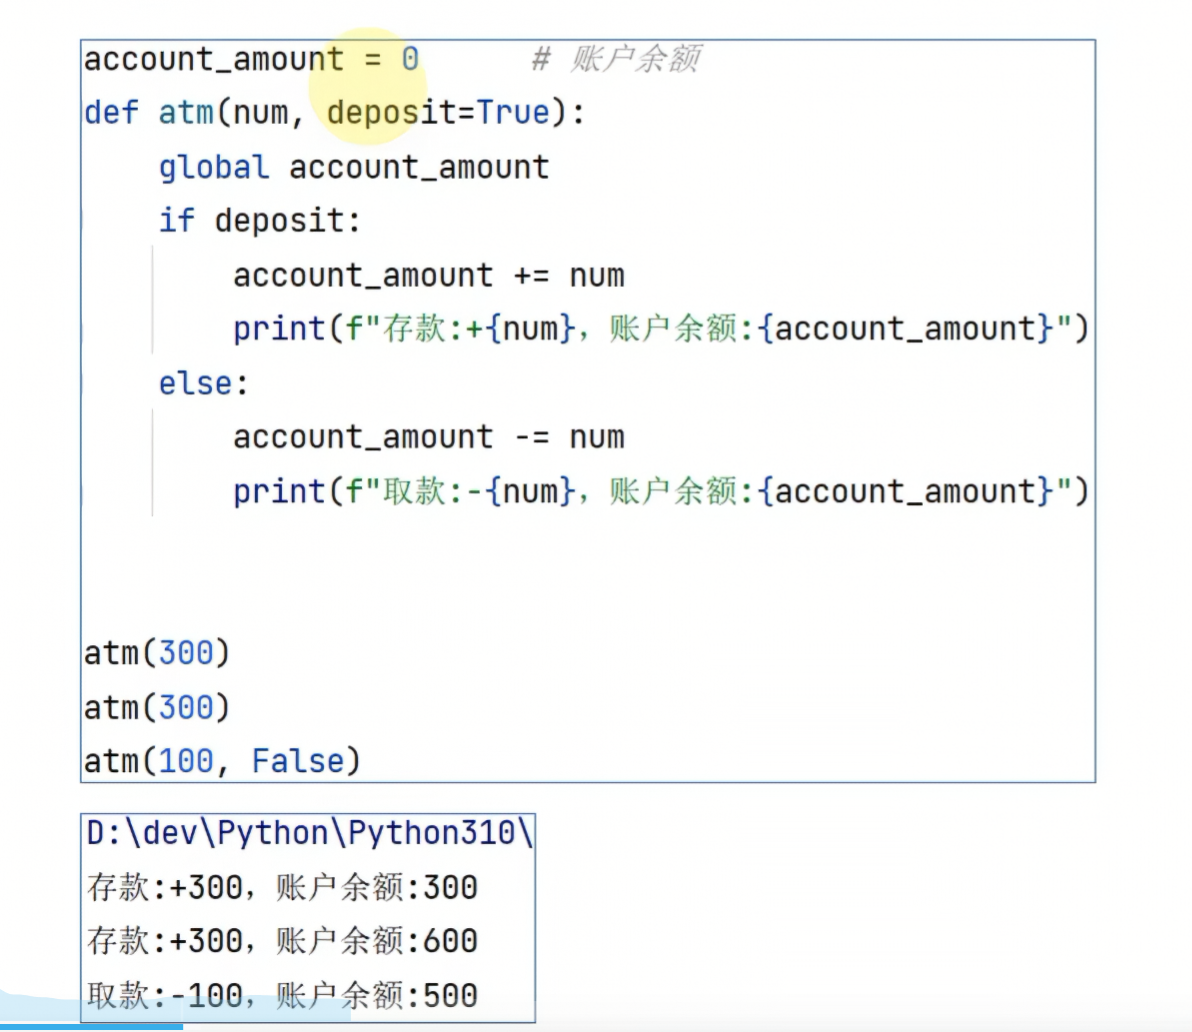 account_amount = 0      # 账户余额
def atm(num, deposit=True):
    global account_amount
    if deposit:
        account_amount += num
        print(f"存款:+{num}，账户余额:{account_amount}")
    else:
        account_amount -= num
        print(f"取款:-{num}，账户余额:{account_amount}")
atm(300)
atm(300)
atm(100, False)
D:\dev\Python\Python310\
存款:+300，账户余额:300
存款:+300，账户余额:600
取款:-100，账户余额:500